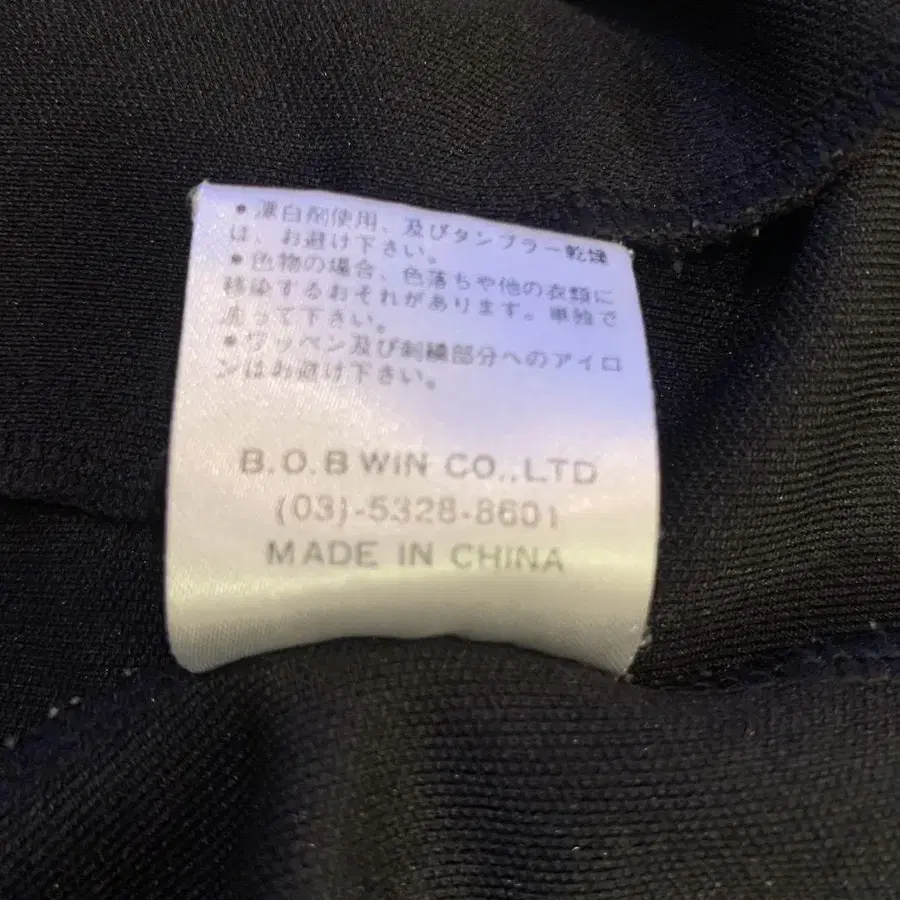 ●漂白剤使用、及びタンブラー乾燥
は、お避け下さい。
●色物の場合、色落ちや他の衣類に
移染するおそれがあります。単独で
洗って下さい。
●ワッペン及び刺繍部分へのアイロ
ンはお避け下さい。
B.O.B WIN CO.,LTD
(03)-5328-8601
MADE IN CHINA